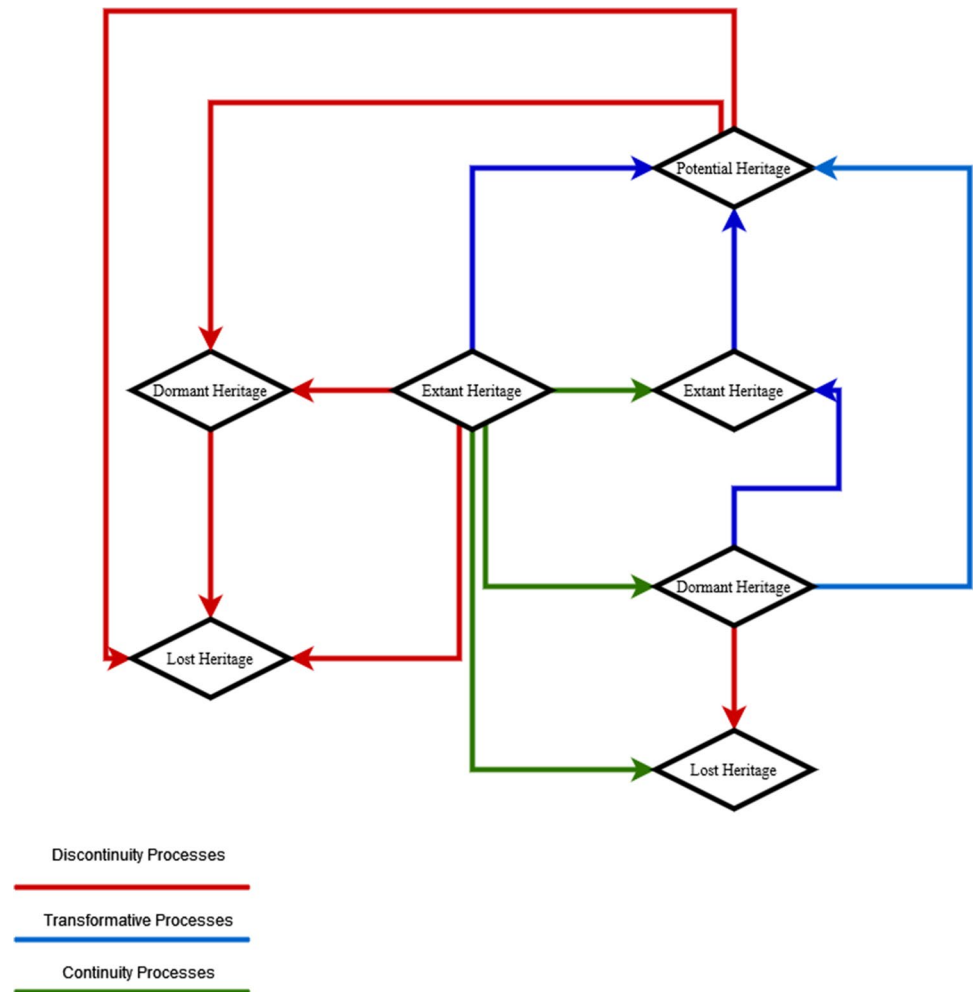 Potential Heritage
Dormant Heritage
Extant Heritage
Extant Heritage
Dormant Heritage
Lost Heritage
Lost Heritage
Discontinuity Processes
Transformative Processes
Continuity Processes